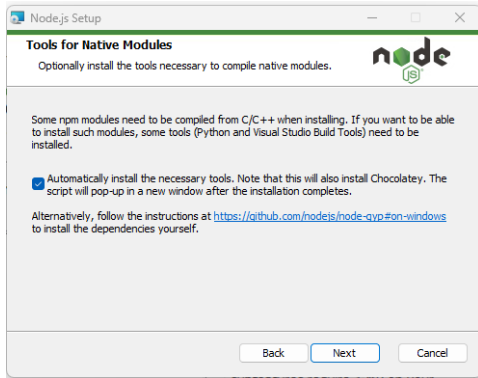 Node.js Setup
Tools for Native Modules
Optionally install the tools necessary to compile native modules.
node
JS
Some npm modules need to be compiled from C/C++ when installing. If you want to be able
to install such modules, some tools (Python and Visual Studio Build Tools) need to be
installed.
Automatically install the necessary tools. Note that this will also install Chocolatey. The
script will pop-up in a new window after the installation completes.
Alternatively, follow the instructions at https://github.com/nodejs/node-gyp#on-windows
to install the dependencies yourself.
Back
Next
Cancel